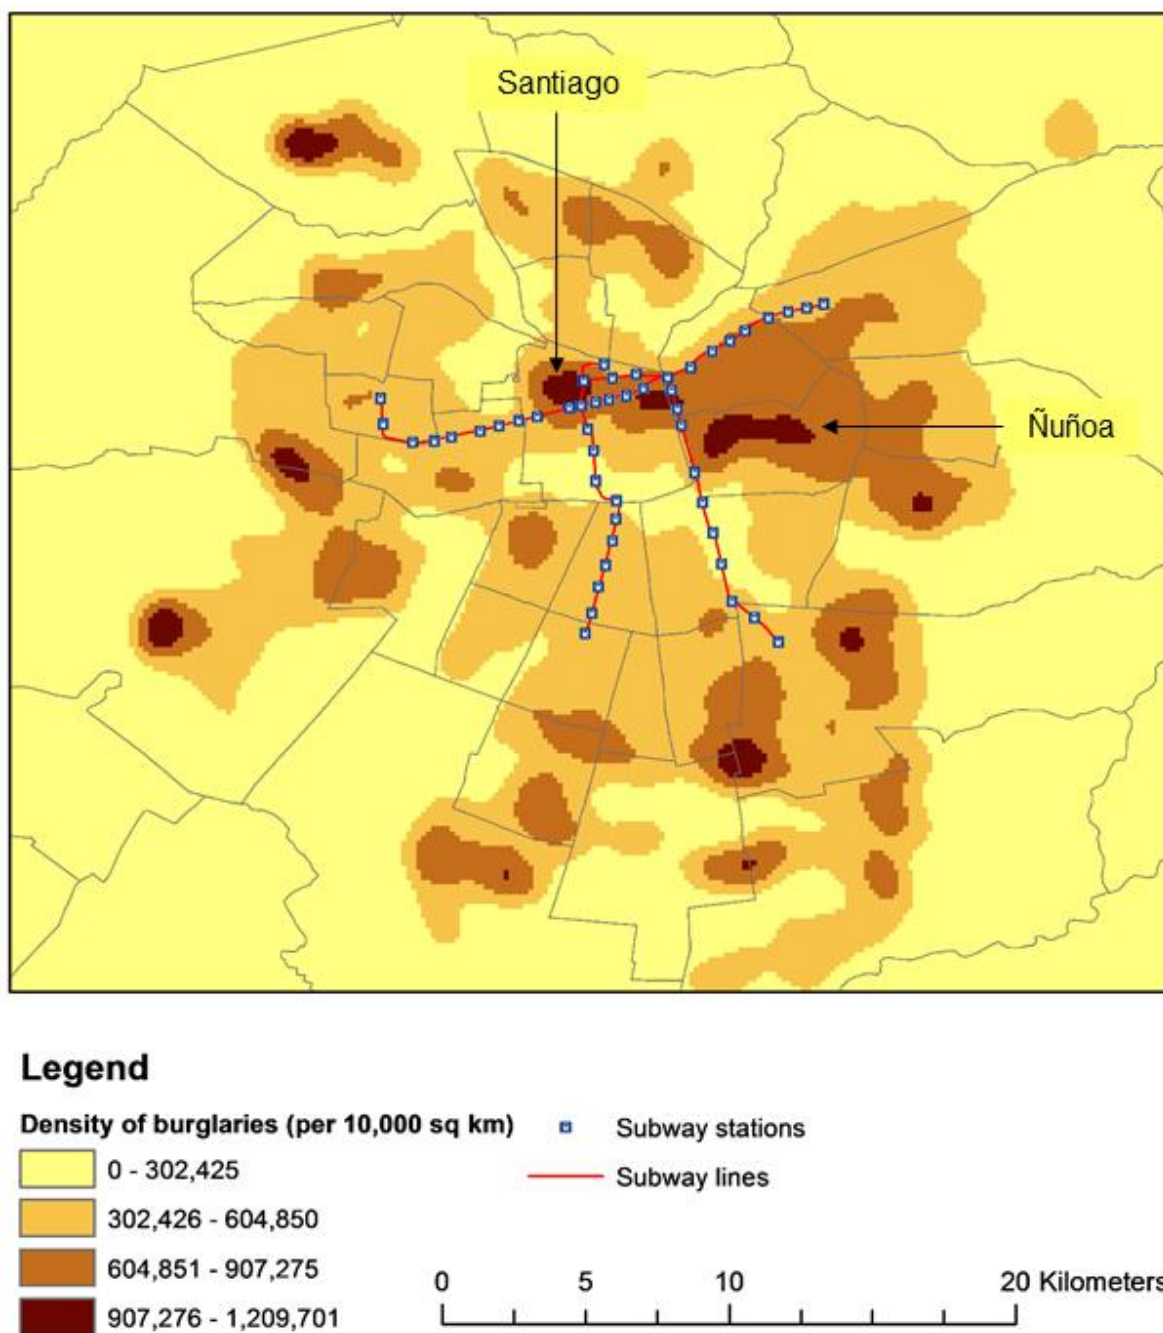 Santiago
Ñuñoa
Legend
Density of burglaries (per 10,000 sq km)
Subway stations
0 - 302,425
Subway lines
302,426 - 604,850
604,851 - 907,275
0 5 10 20 Kilometers
907,276 - 1,209,701